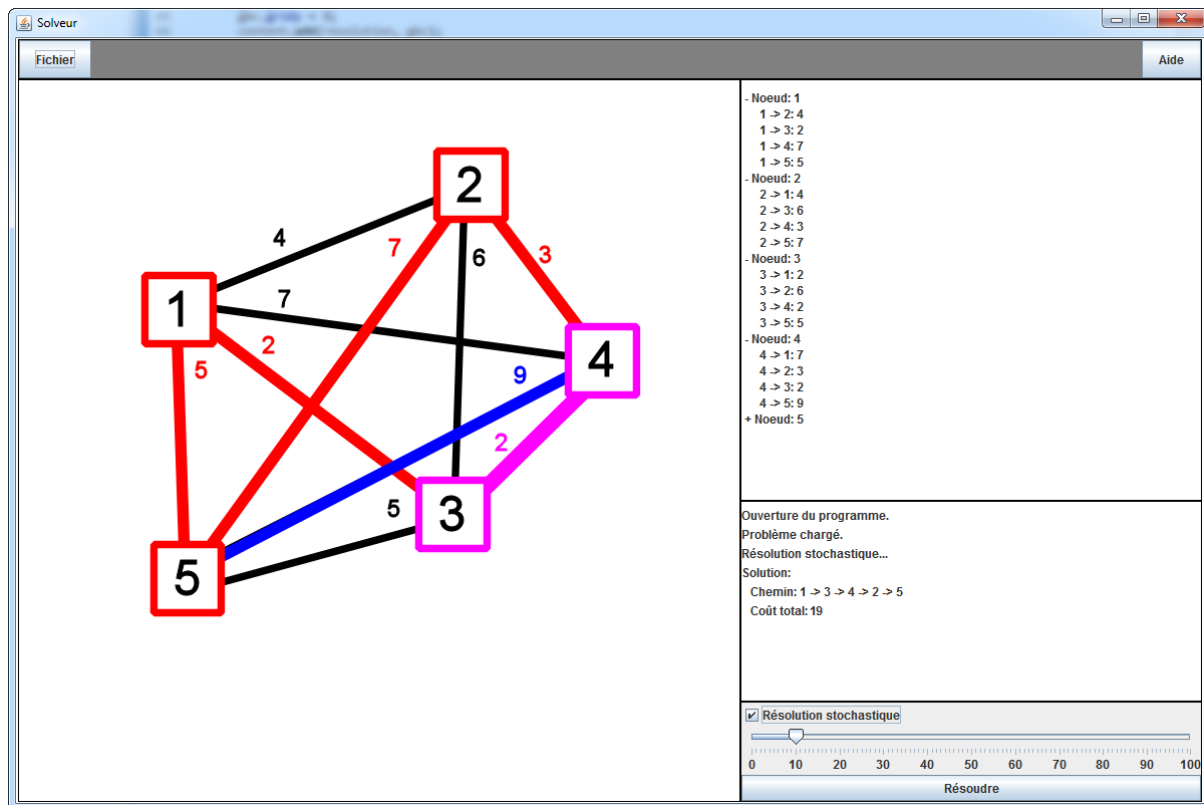 Solveur
Fichier
Aide
2
4
7
6
3
1
7
2
5
9
4
2
5
3
5
- Noeud: 1
1 -> 2: 4
1 -> 3: 2
1 -> 4: 7
1 -> 5: 5
- Noeud: 2
2 -> 1: 4
2 -> 3: 6
2 -> 4: 3
2 -> 5: 7
- Noeud: 3
3 -> 1: 2
3 -> 2: 6
3 -> 4: 2
3 -> 5: 5
- Noeud: 4
4 -> 1: 7
4 -> 2: 3
4 -> 3: 2
4 -> 5: 9
+ Noeud: 5
Ouverture du programme.
Problème chargé.
Résolution stochastique...
Solution:
Chemin: 1 -> 3 -> 4 -> 2 -> 5
Coût total: 19
Résolution stochastique
0 10 20 30 40 50 60 70 80 90 100
Résoudre